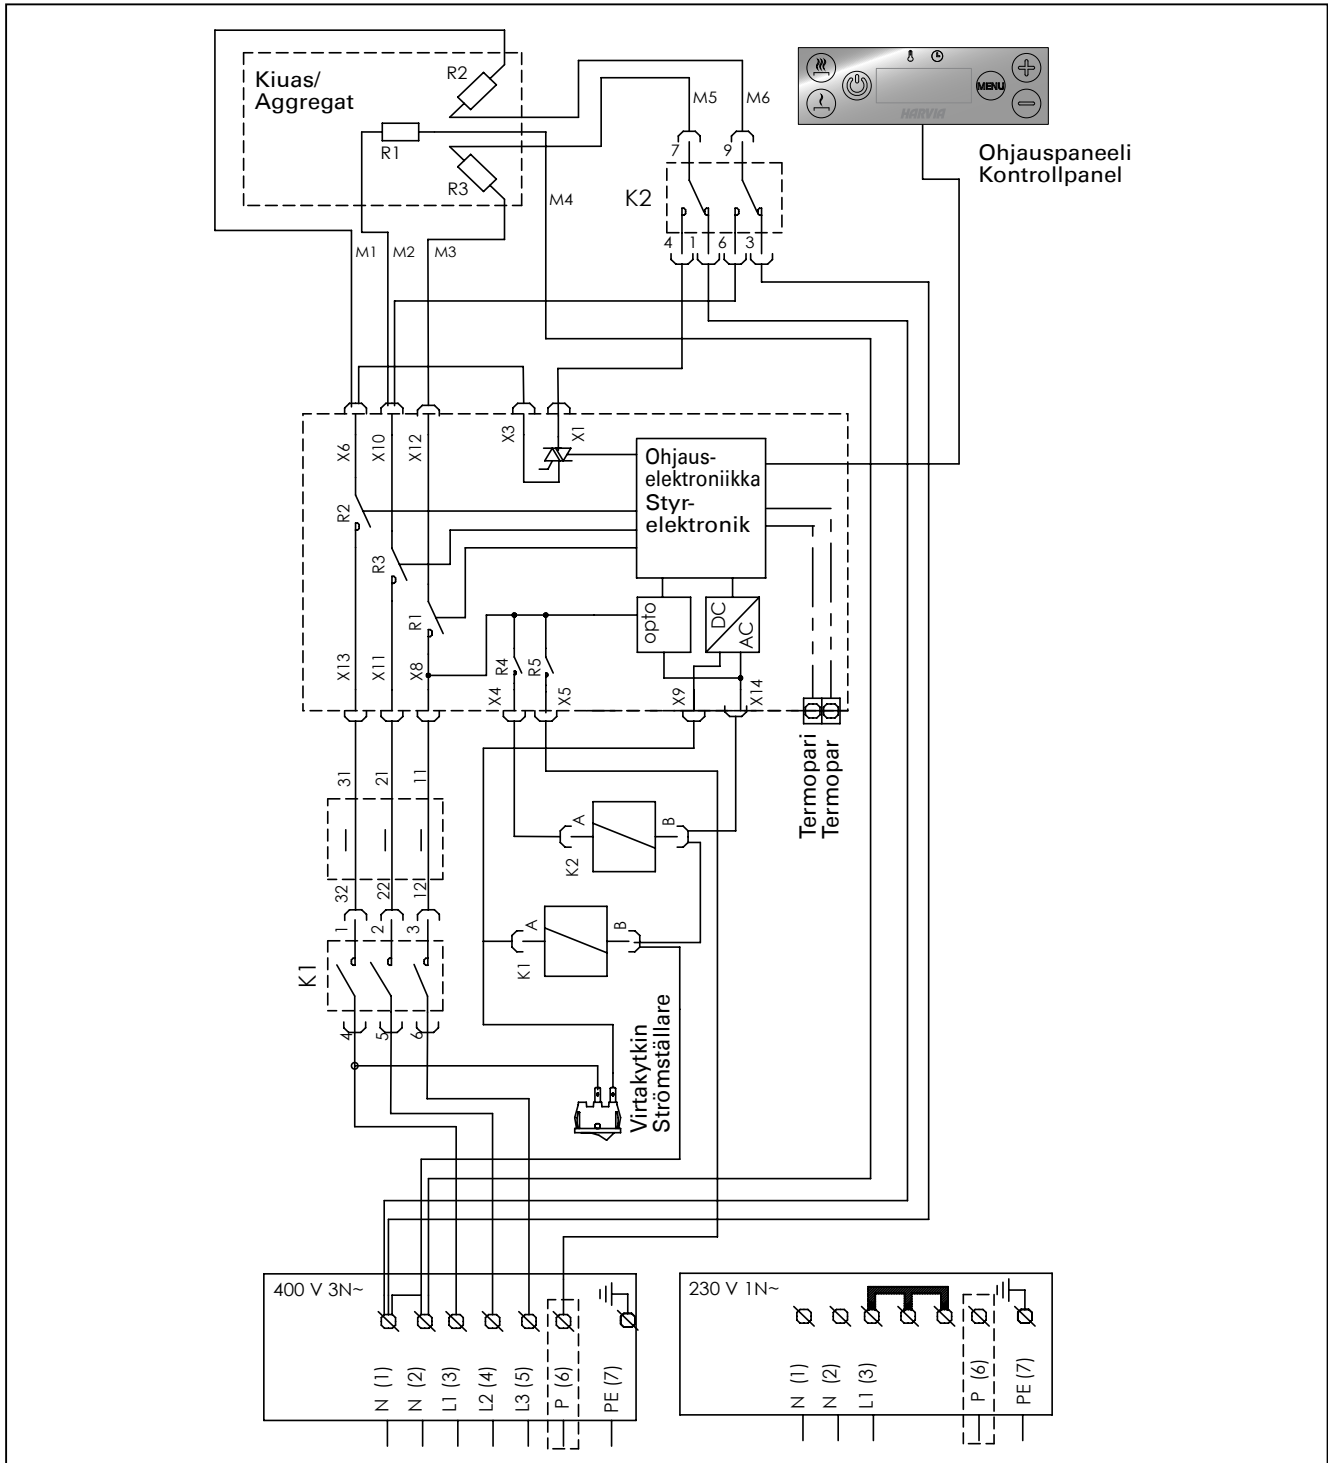 Kiuas/
Aggregat
R2
R1
R3
M5
M6
MENU
HARVIA
Ohjauspaneeli
Kontrollpanel
7
9
K2
4
1
6
3
M4
M1
M2
M3
X6
X10
X12
X3
X1
Ohjaus-
elektroniikka
Styr-
elektronik
R2
R3
R1
opto
DC
AC
R4
R5
X13
X11
X8
X4
X5
X9
X14
Termopari
Termopar
31
21
11
A
B
K2
32
22
12
1
2
3
A
B
K1
K1
4
5
6
Virtakytkin
Strömställare
400 V 3N~
N (1)
N (2)
L1 (3)
L2 (4)
L3 (5)
P (6)
PE (7)
230 V 1N~
N (1)
N (2)
L1 (3)
P (6)
PE (7)